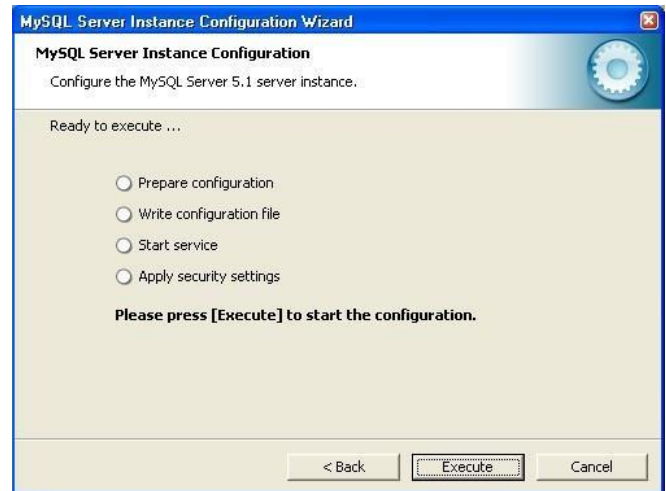 MySQL Server Instance Configuration Wizard
MySQL Server Instance Configuration
Configure the MySQL Server 5.1 server instance.
Ready to execute ...
Prepare configuration
Write configuration file
Start service
Apply security settings
Please press [Execute] to start the configuration.
< Back
Execute
Cancel